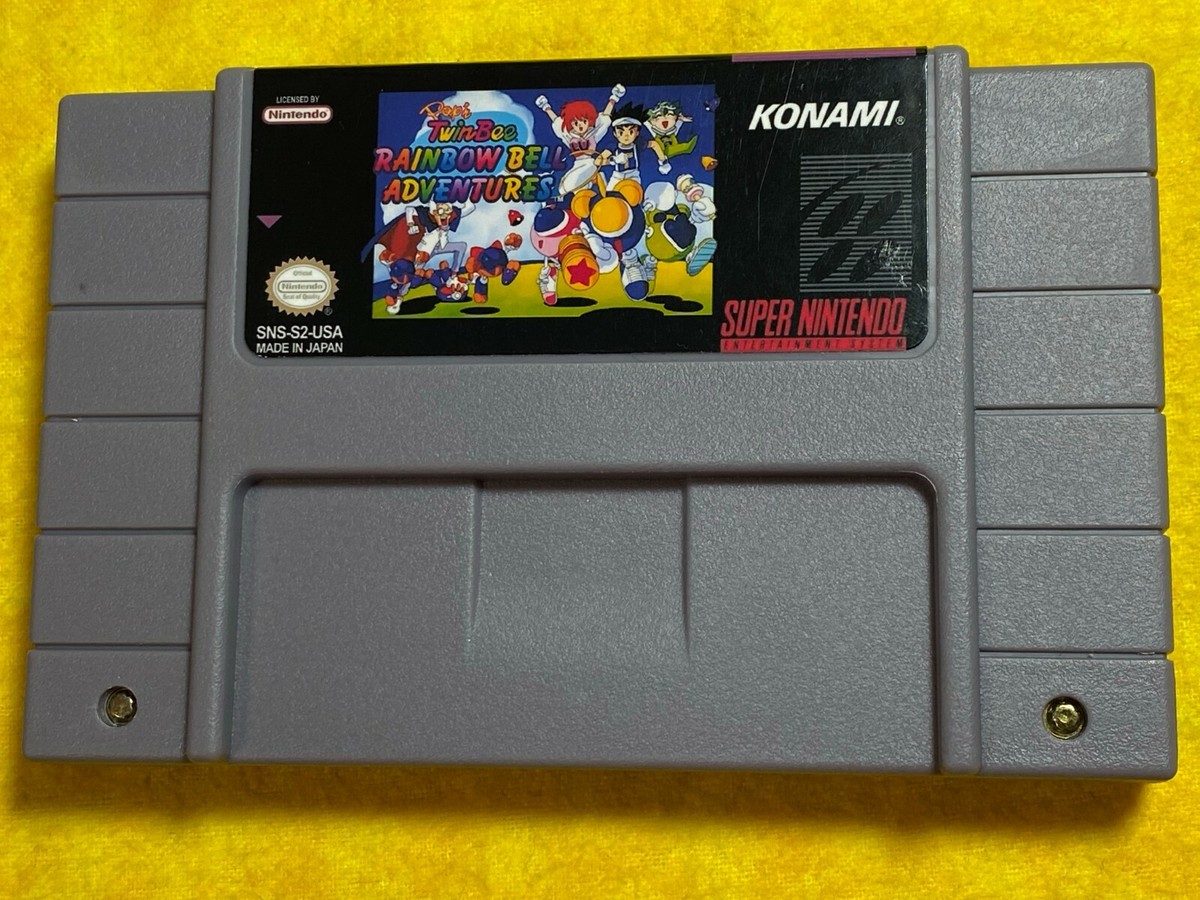 LICENSED BY
Nintendo
Pop'n
TwinBee
RAINBOW BELL
ADVENTURES
KONAMI®
Official
Nintendo
Seal of Quality
®
SNS-S2-USA
MADE IN JAPAN
SUPER NINTENDO
ENTERTAINMENT SYSTEM